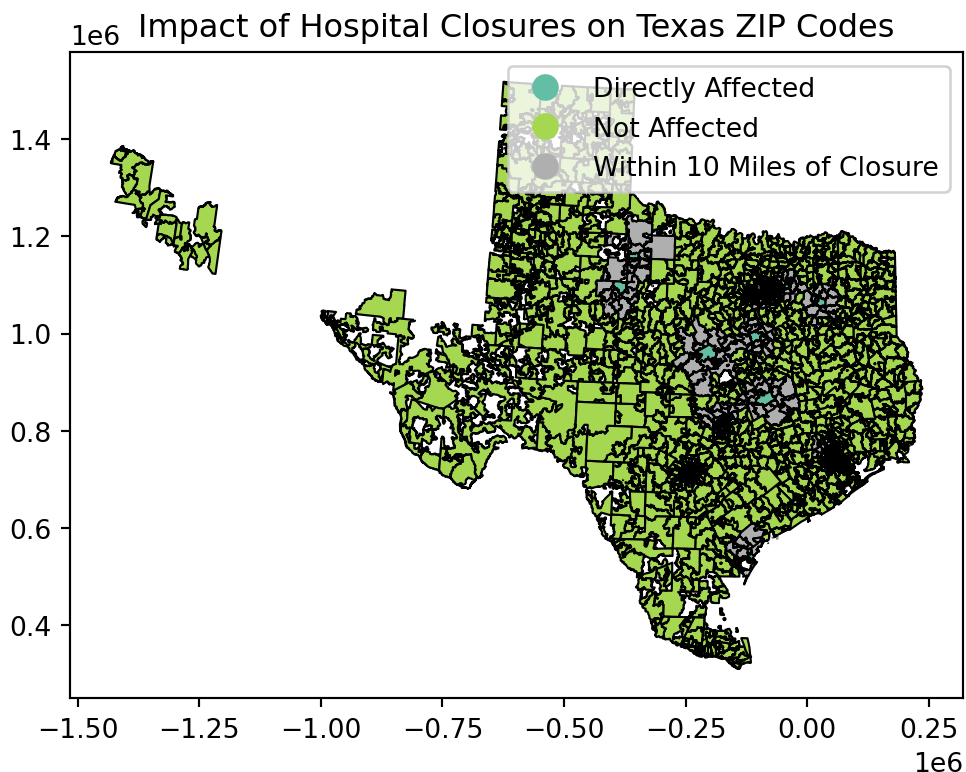 Impact of Hospital Closures on Texas ZIP Codes
1e6
Directly Affected
Not Affected
Within 10 Miles of Closure
1.4
1.2
1.0
0.8
0.6
0.4
−1.50 −1.25 −1.00 −0.75 −0.50 −0.25 0.00 0.25
1e6